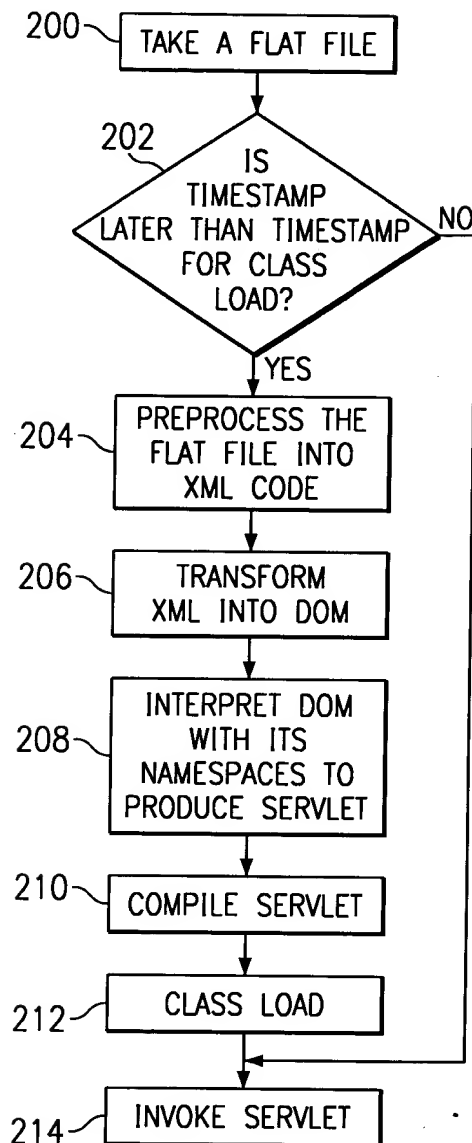 200
TAKE A FLAT FILE
202
IS
TIMESTAMP
LATER THAN TIMESTAMP
FOR CLASS
LOAD?
NO
YES
204
PREPROCESS THE
FLAT FILE INTO
XML CODE
206
TRANSFORM
XML INTO DOM
208
INTERPRET DOM
WITH ITS
NAMESPACES TO
PRODUCE SERVLET
210
COMPILE SERVLET
212
CLASS LOAD
214
INVOKE SERVLET